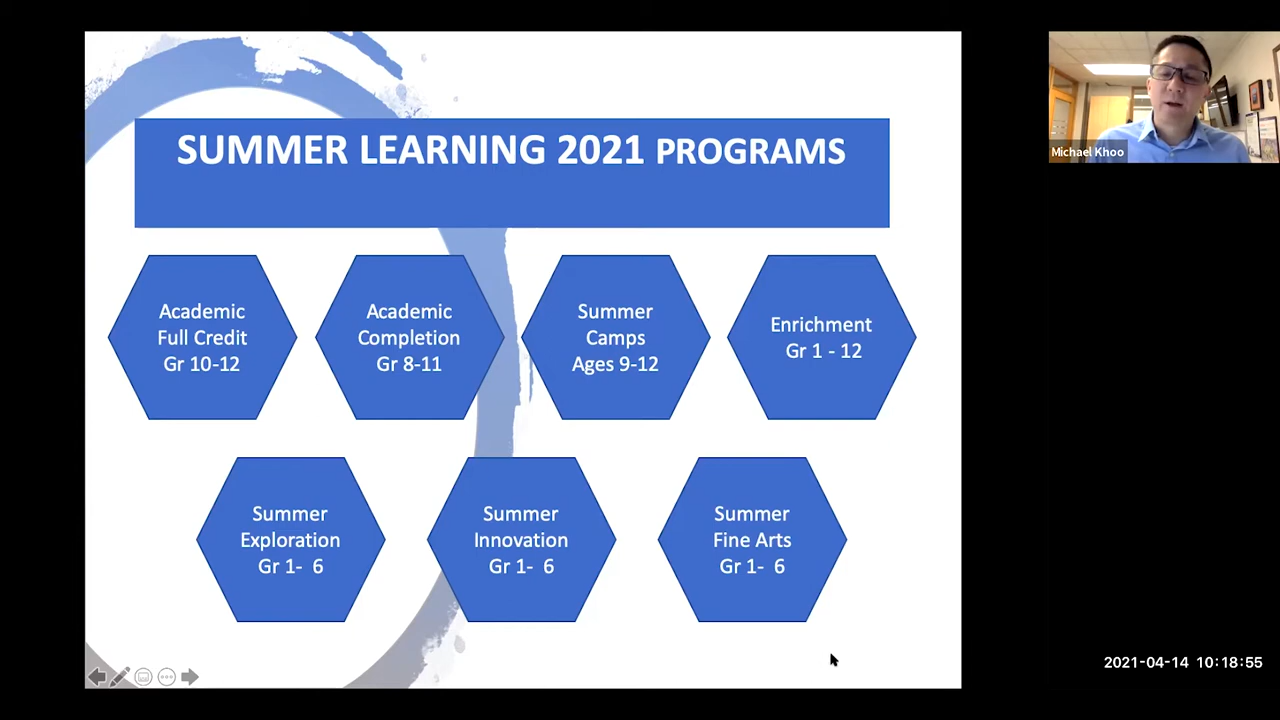 SUMMER LEARNING 2021 PROGRAMS
Academic
Full Credit
Gr 10-12
Academic
Completion
Gr 8-11
Summer
Camps
Ages 9-12
Enrichment
Gr 1 - 12
Summer
Exploration
Gr 1-  6
Summer
Innovation
Gr 1-  6
Summer
Fine Arts
Gr 1-  6
Michael Khoo
2021-04-14 10:18:55